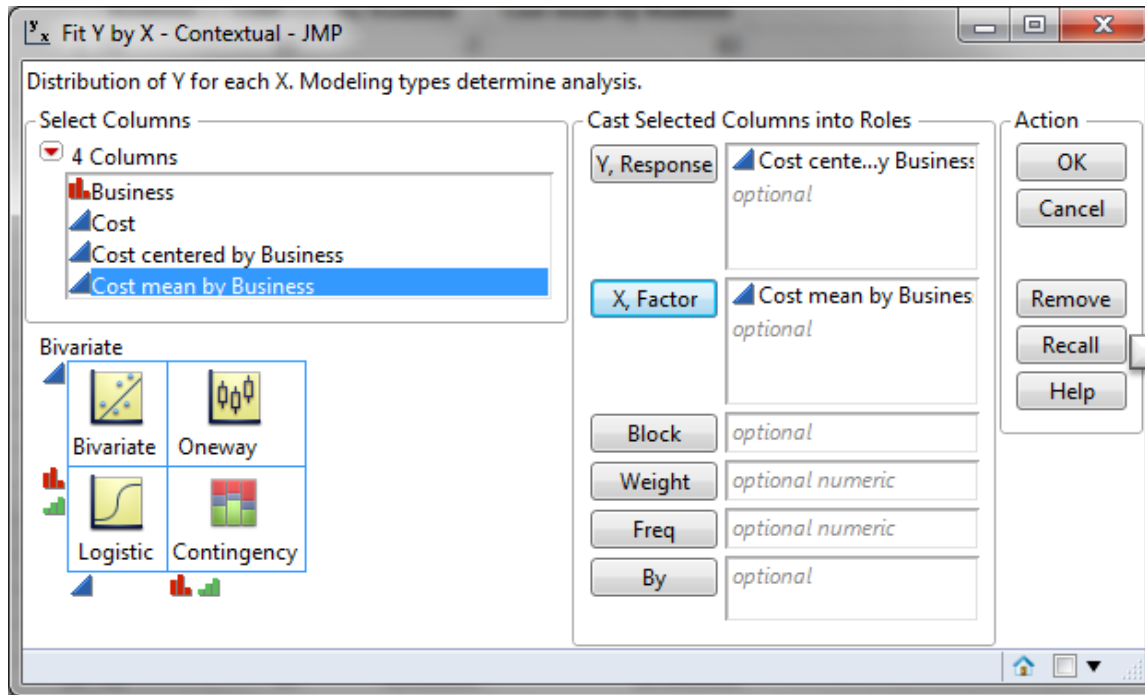 Fit Y by X - Contextual - JMP
Distribution of Y for each X. Modeling types determine analysis.
Select Columns
4 Columns
Business
Cost
Cost centered by Business
Cost mean by Business
Bivariate
Bivariate
Oneway
Logistic
Contingency
Cast Selected Columns into Roles
Y, Response
Cost cente...y Business
optional
X, Factor
Cost mean by Busines
optional
Block
optional
Weight
optional numeric
Freq
optional numeric
By
optional
Action
OK
Cancel
Remove
Recall
Help